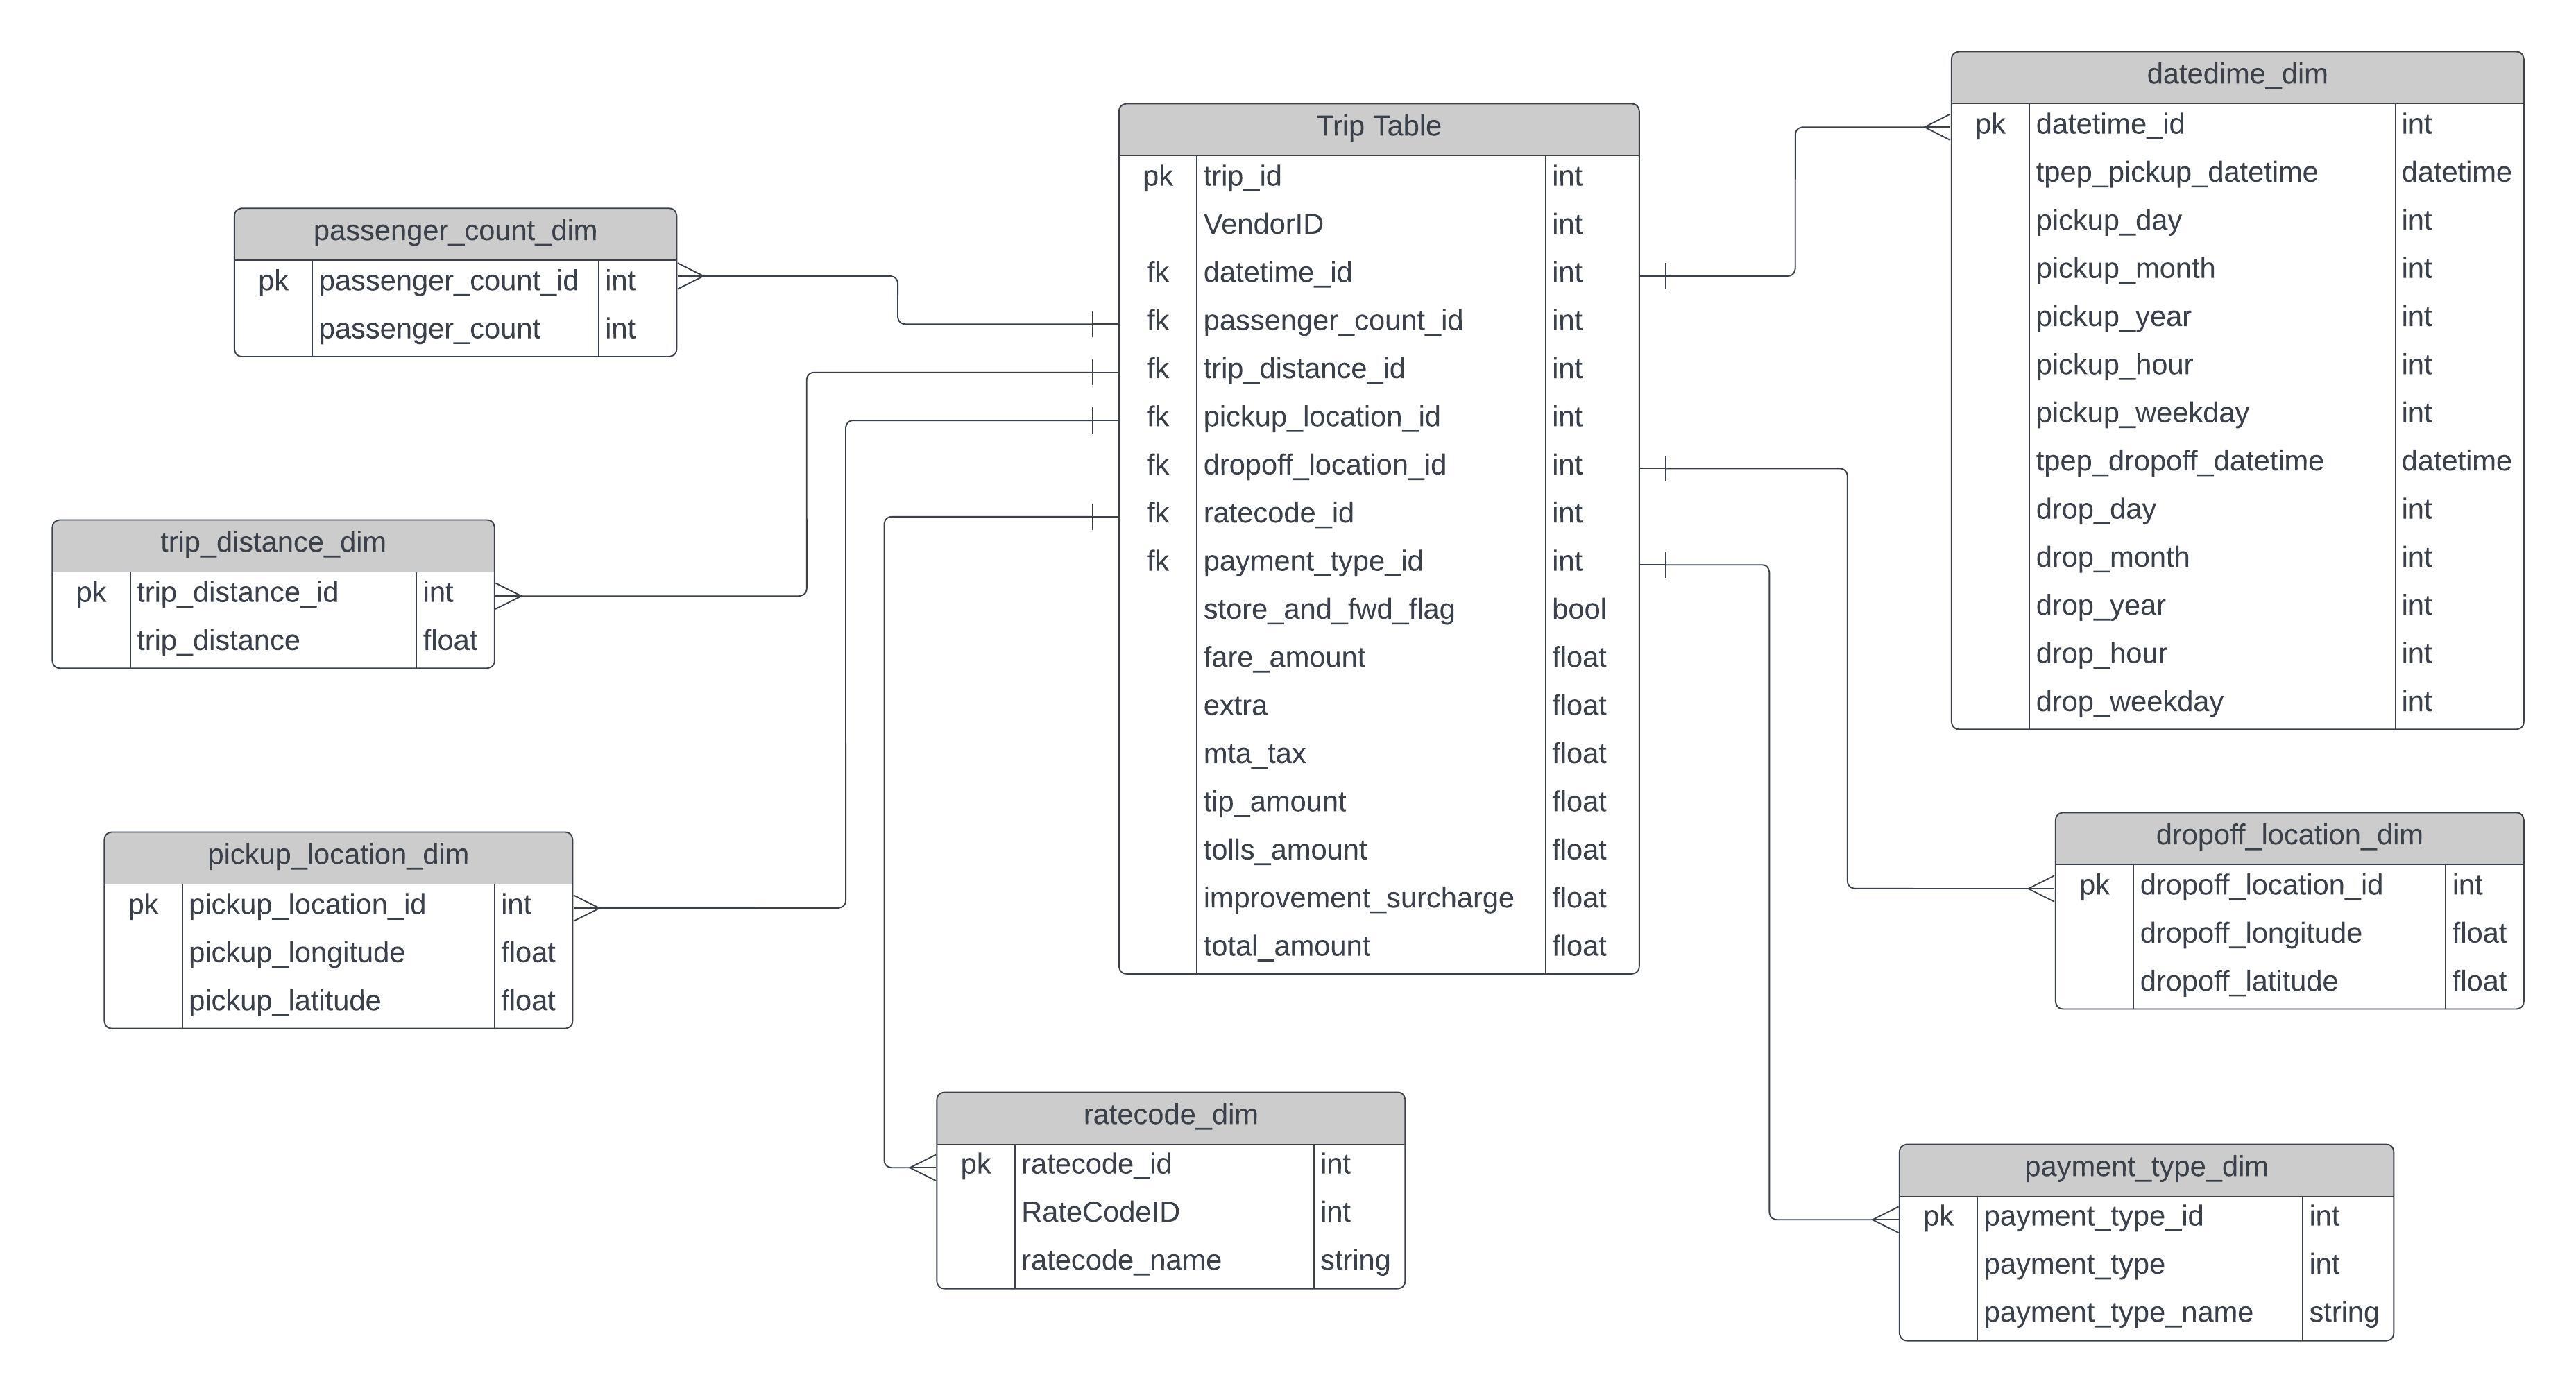 datedime_dim
pk datetime_id int
tpep_pickup_datetime datetime
pickup_day int
pickup_month int
pickup_year int
pickup_hour int
pickup_weekday int
tpep_dropoff_datetime datetime
drop_day int
drop_month int
drop_year int
drop_hour int
drop_weekday int
Trip Table
pk trip_id int
VendorID int
fk datetime_id int
fk passenger_count_id int
fk trip_distance_id int
fk pickup_location_id int
fk dropoff_location_id int
fk ratecode_id int
fk payment_type_id int
store_and_fwd_flag bool
fare_amount float
extra float
mta_tax float
tip_amount float
tolls_amount float
improvement_surcharge float
total_amount float
passenger_count_dim
pk passenger_count_id int
passenger_count int
trip_distance_dim
pk trip_distance_id int
trip_distance float
pickup_location_dim
pk pickup_location_id int
pickup_longitude float
pickup_latitude float
dropoff_location_dim
pk dropoff_location_id int
dropoff_longitude float
dropoff_latitude float
ratecode_dim
pk ratecode_id int
RateCodeID int
ratecode_name string
payment_type_dim
pk payment_type_id int
payment_type int
payment_type_name string